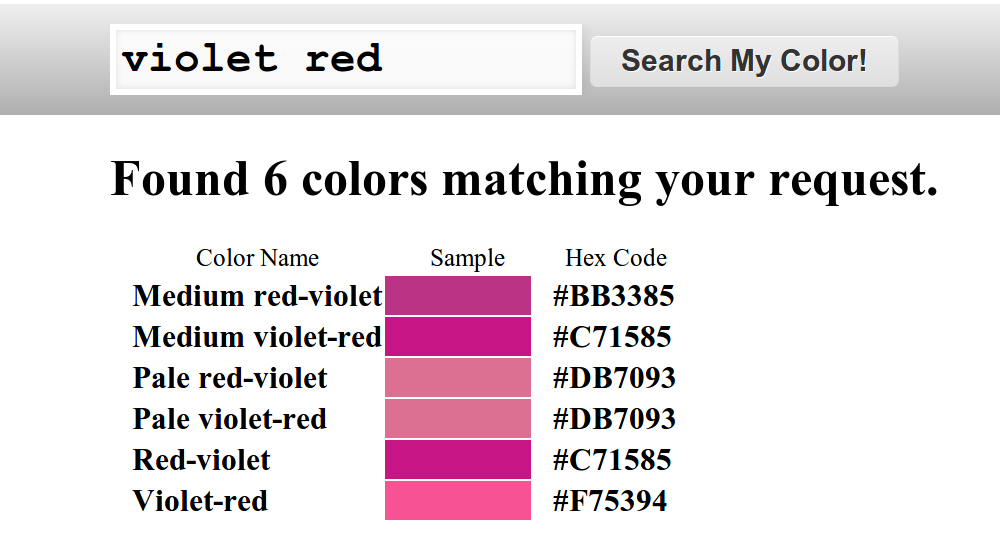 violet red Search My Color!
Found 6 colors matching your request.
Color Name Sample Hex Code
Medium red-violet #BB3385
Medium violet-red #C71585
Pale red-violet #DB7093
Pale violet-red #DB7093
Red-violet #C71585
Violet-red #F75394